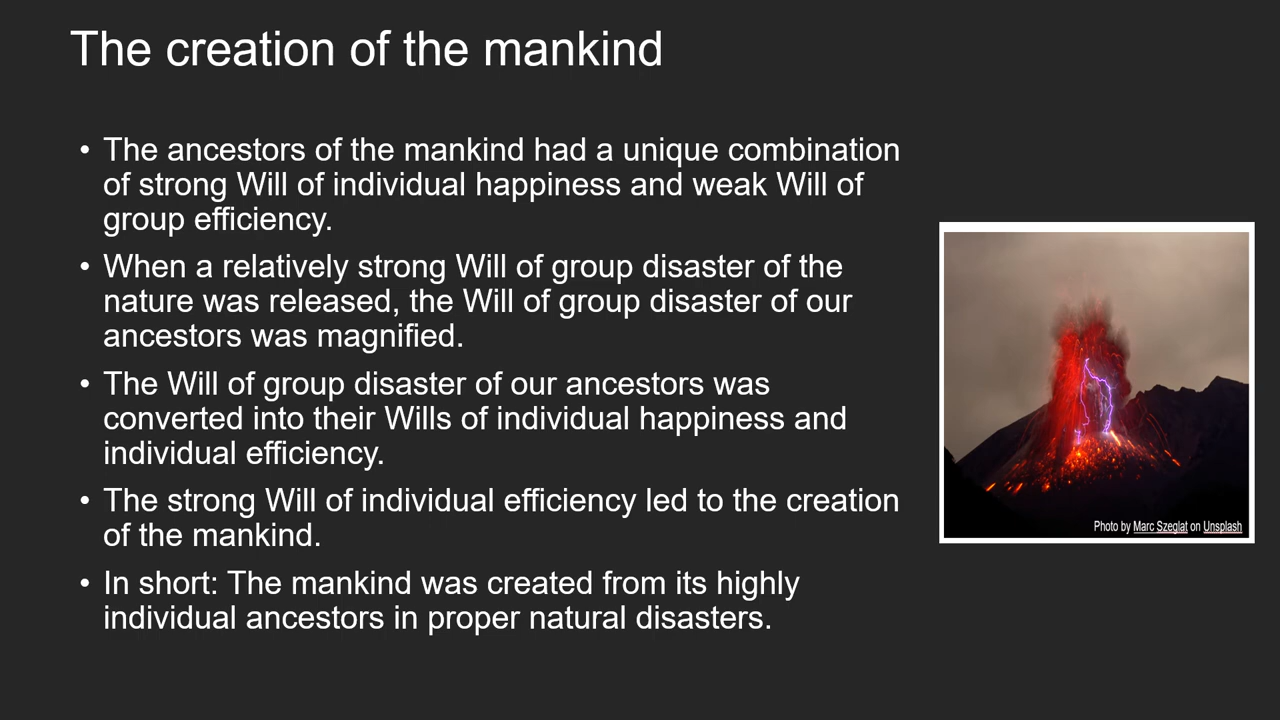 The creation of the mankind
• The ancestors of the mankind had a unique combination
of strong Will of individual happiness and weak Will of
group efficiency.
• When a relatively strong Will of group disaster of the
nature was released, the Will of group disaster of our
ancestors was magnified.
• The Will of group disaster of our ancestors was
converted into their Wills of individual happiness and
individual efficiency.
• The strong Will of individual efficiency led to the creation
of the mankind.
• In short: The mankind was created from its highly
individual ancestors in proper natural disasters.
Photo by Marc Szeglat on Unsplash